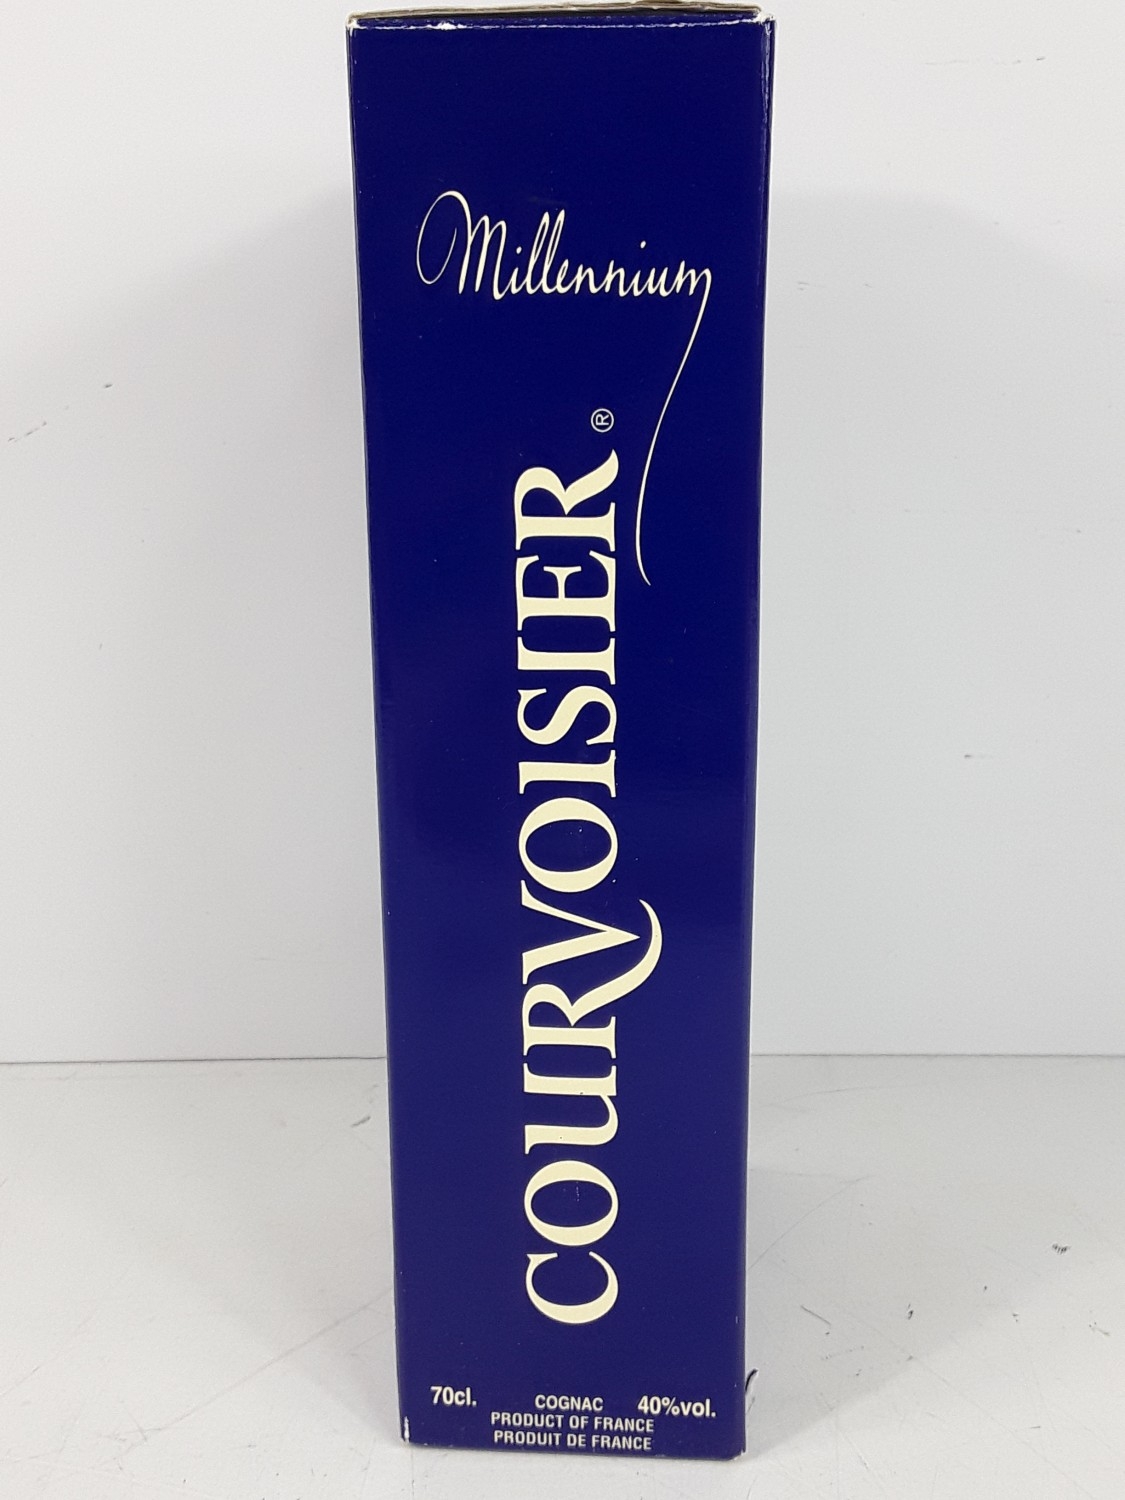 Millennium
COURVOISIER®
70cl. COGNAC 40%vol.
PRODUCT OF FRANCE
PRODUIT DE FRANCE